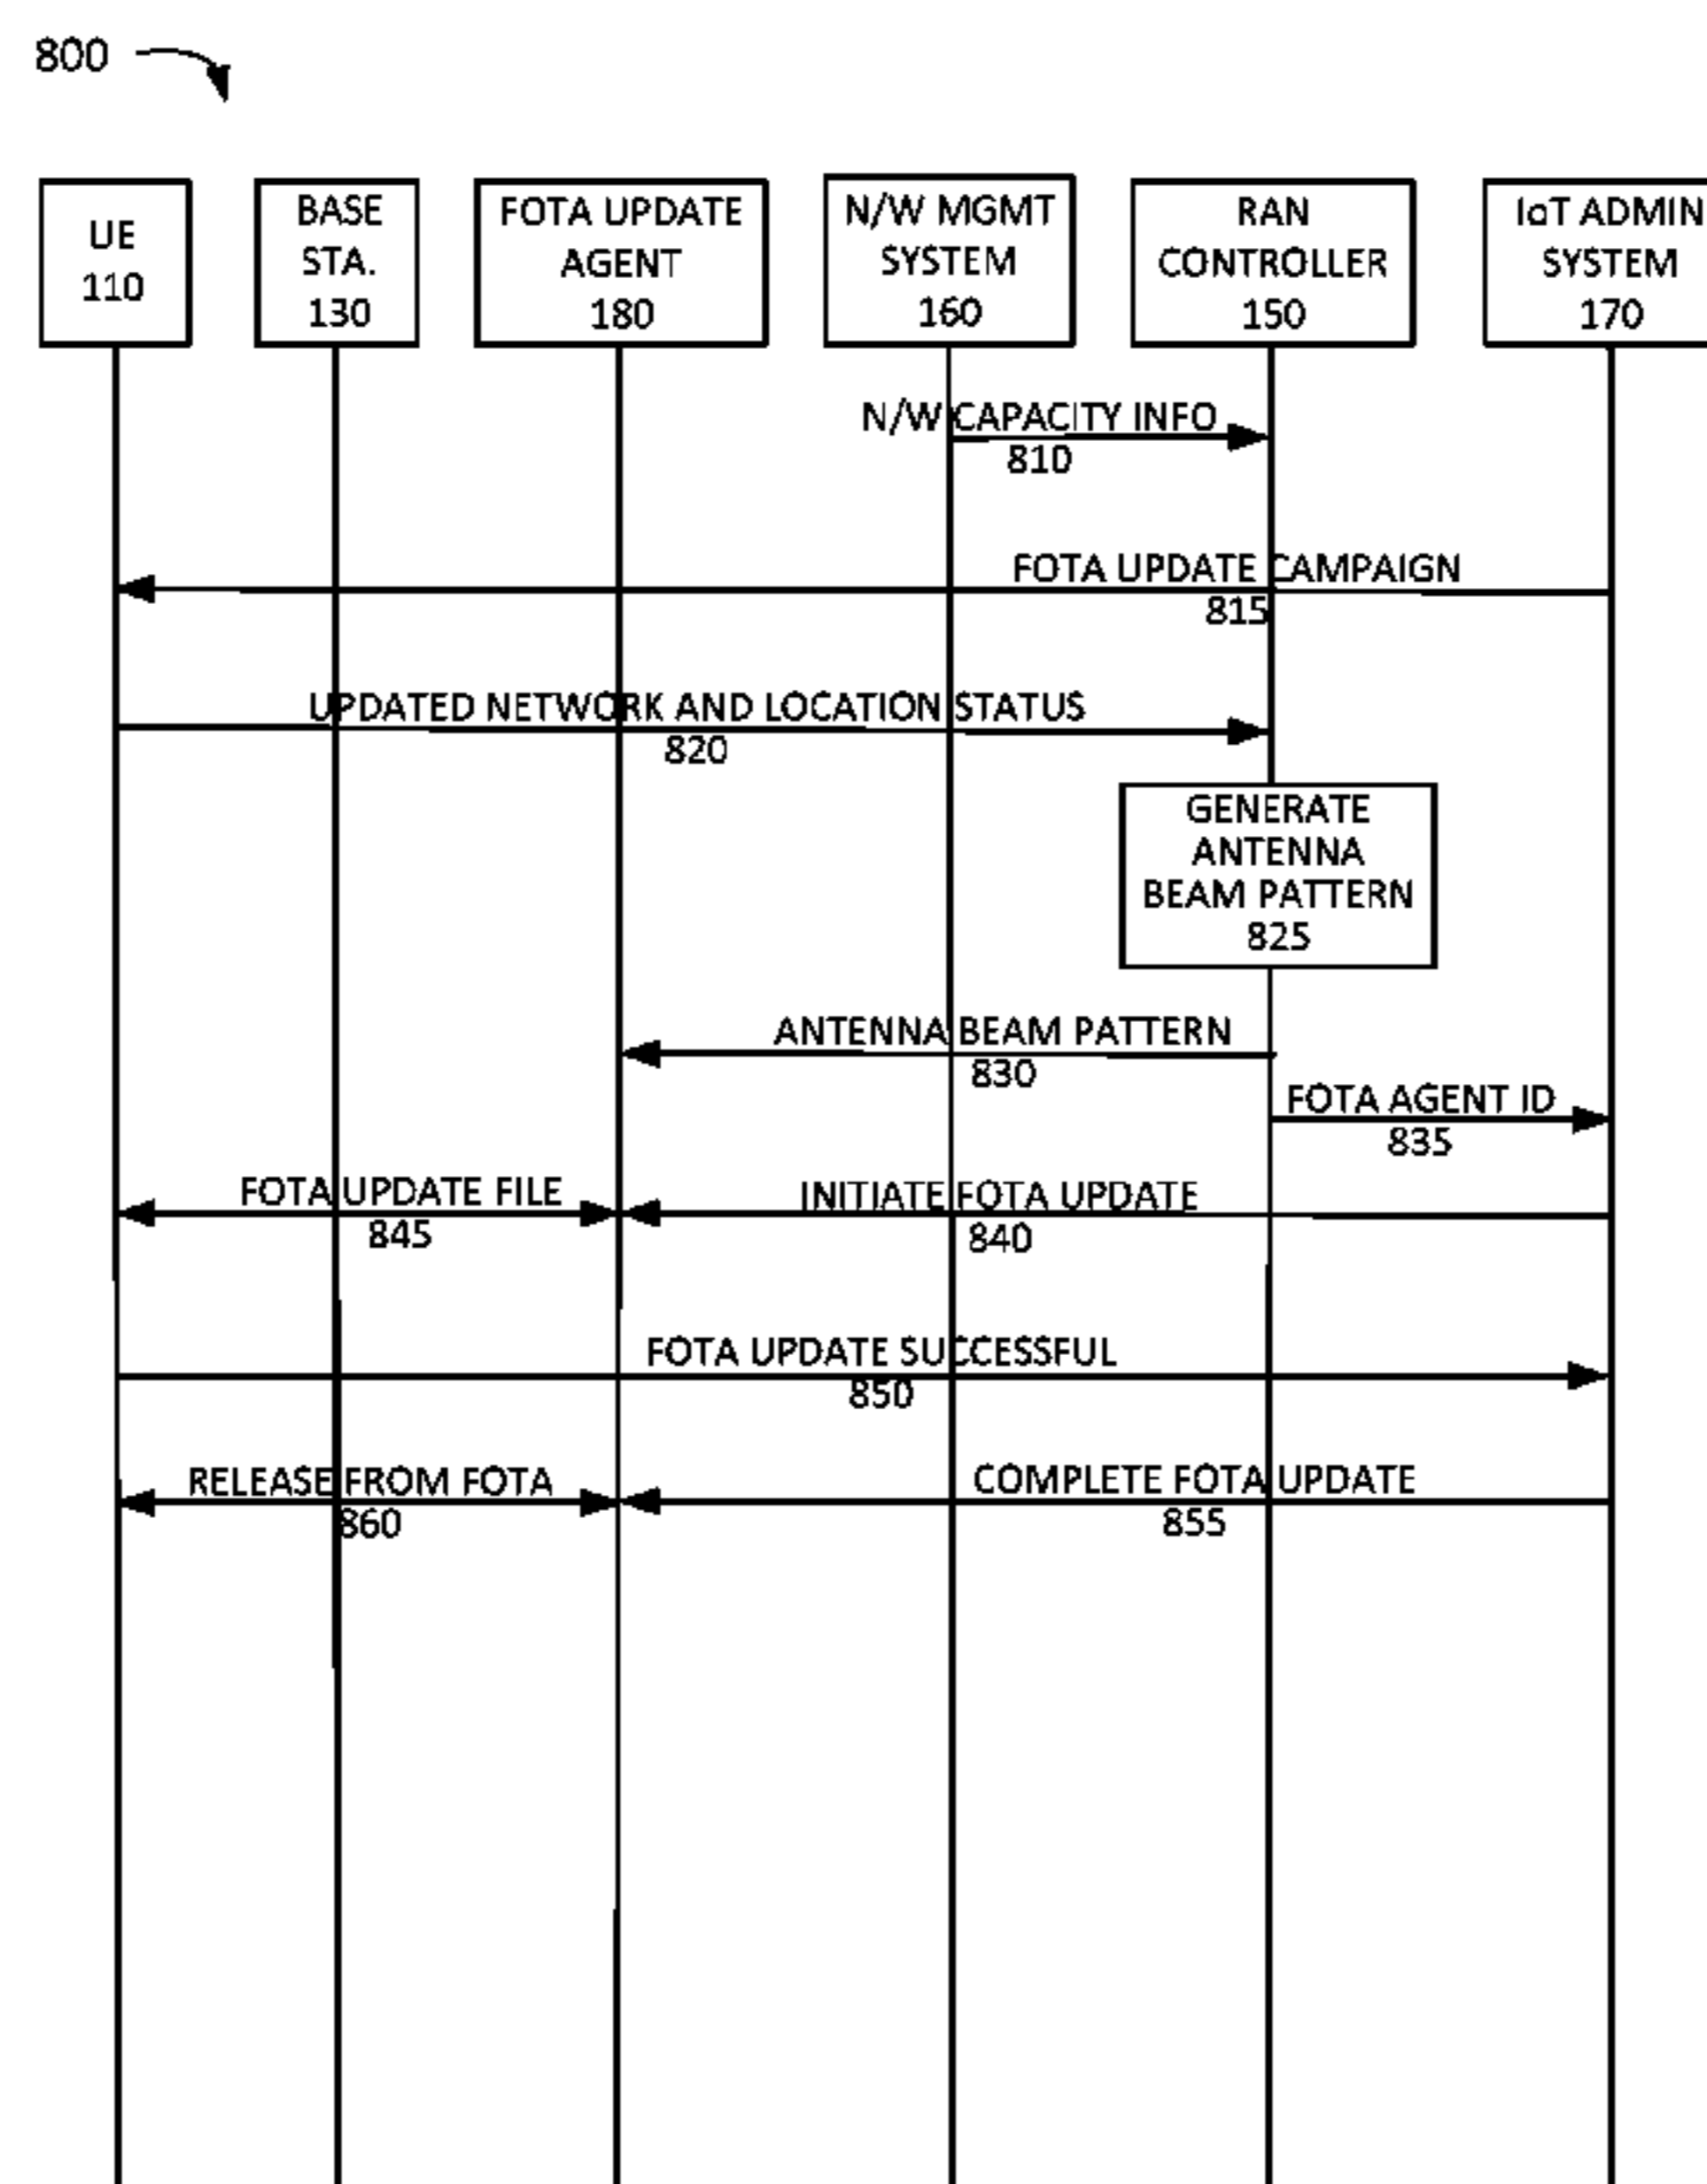 800
UE
110
BASE
STA.
130
FOTA UPDATE
AGENT
180
N/W MGMT
SYSTEM
160
RAN
CONTROLLER
150
IoT ADMIN
SYSTEM
170
N/W CAPACITY INFO
810
FOTA UPDATE CAMPAIGN
815
UPDATED NETWORK AND LOCATION STATUS
820
GENERATE
ANTENNA
BEAM PATTERN
825
ANTENNA BEAM PATTERN
830
FOTA AGENT ID
835
FOTA UPDATE FILE
845
INITIATE FOTA UPDATE
840
FOTA UPDATE SUCCESSFUL
850
RELEASE FROM FOTA
860
COMPLETE FOTA UPDATE
855